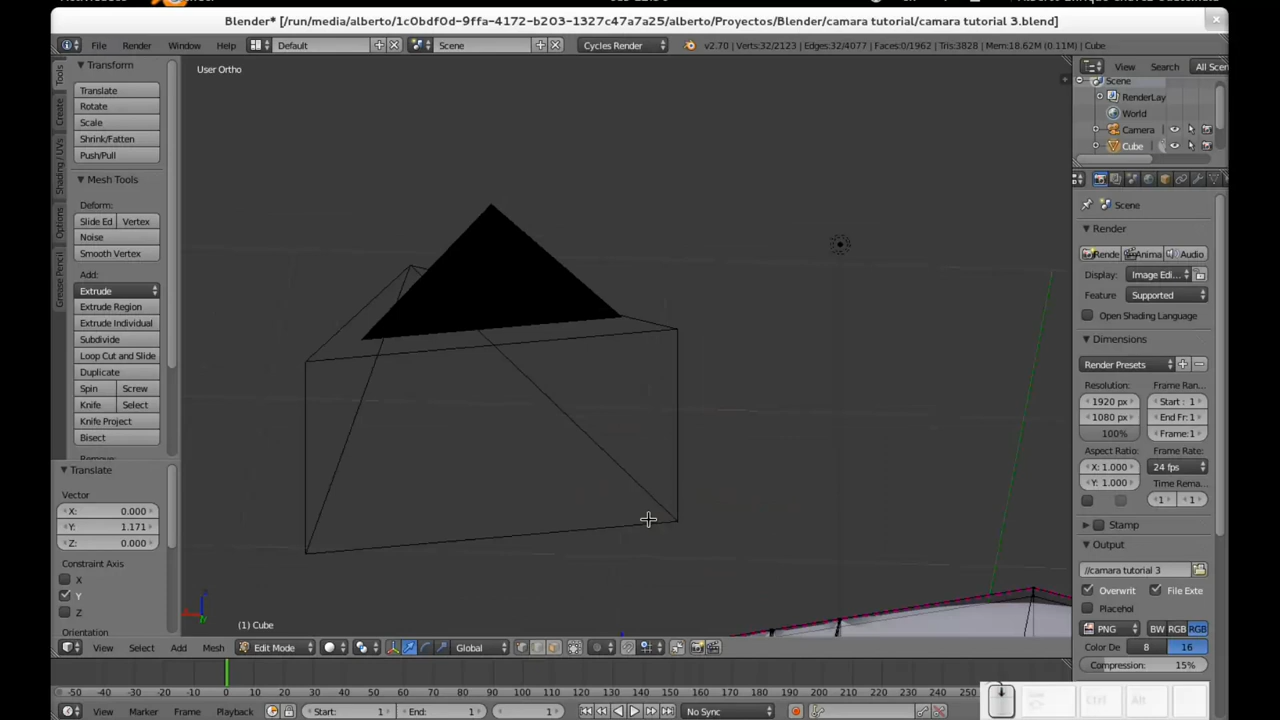 Blender* [/run/media/alberto/1c0bdf0d-9ffa-4172-b203-1327c47a7a25/alberto/Proyectos/Blender/camara tutorial/camara tutorial 3.blend]
File Render Window Help Default Scene Cycles Render v2.70 | Verts:32/2123 | Edges:32/4077 | Faces:0/1962 | Tris:3828 | Mem:18.62M (0.11M) | Cube
Tools
Create
Shading / UVs
Options
Grease Pencil
Transform
Translate
Rotate
Scale
Shrink/Fatten
Push/Pull
Mesh Tools
Deform:
Slide Ed Vertex
Noise
Smooth Vertex
Add:
Extrude
Extrude Region
Extrude Individual
Subdivide
Loop Cut and Slide
Duplicate
Spin Screw
Knife Select
Knife Project
Bisect
Translate
Vector
X: 0.000
Y: 1.171
Z: 0.000
Constraint Axis
X
Y
Z
Orientation
User Ortho
(1) Cube
View Search All Scen
Scene
RenderLay
World
Camera
Cube
Scene
Render
Rende Anima Audio
Display: Image Edi...
Feature Supported
Open Shading Language
Dimensions
Render Presets
Resolution: Frame Ran...
1920 px Start : 1
1080 px End Fr: 1
100% Frame:1
Aspect Ratio: Frame Rate:
X: 1.000 24 fps
Y: 1.000 Time Rema...
1 1
Stamp
Output
//camara tutorial 3
Overwrit File Exte
Placehol
PNG BW RGB RGB
Color De 8 16
Compression: 15%
View Select Add Mesh Edit Mode Global
-50 -40 -30 -20 -10 0 10 20 30 40 50 60 70 80 90 100 110 120 130 140 150 160 170 180 190 200 210 220 230 240 250
View Marker Frame Playback Start: 1 End: 1 1 No Sync
Ctrl Alt